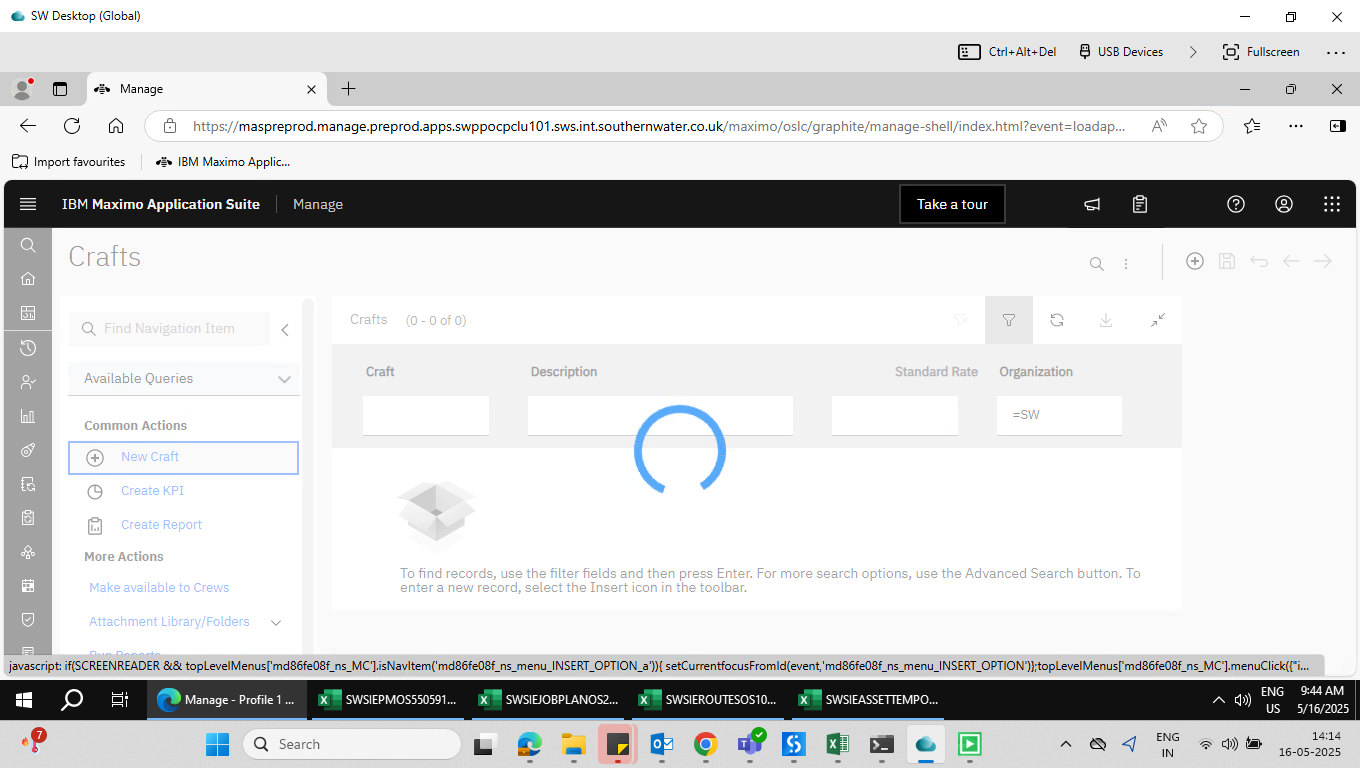 SW Desktop (Global)
Ctrl+Alt+Del
USB Devices
Fullscreen
Manage
https://maspreprod.manage.preprod.apps.swppocpclu101.sws.int.southernwater.co.uk/maximo/oslc/graphite/manage-shell/index.html?event=loadap...
Import favourites
IBM Maximo Applic...
IBM Maximo Application Suite
Manage
Take a tour
Crafts
Find Navigation Item
Crafts (0 - 0 of 0)
Available Queries
Craft
Description
Standard Rate
Organization
=SW
Common Actions
New Craft
Create KPI
Create Report
More Actions
Make available to Crews
Attachment Library/Folders
Run Reports
To find records, use the filter fields and then press Enter. For more search options, use the Advanced Search button. To
enter a new record, select the Insert icon in the toolbar.
javascript: if(SCREENREADER && topLevelMenus['md86fe08f_ns_MC'].isNavItem('md86fe08f_ns_menu_INSERT_OPTION_a')){ setCurrentfocusFromId(event,'md86fe08f_ns_menu_INSERT_OPTION')};topLevelMenus['md86fe08f_ns_MC'].menuClick({"i...
Manage - Profile 1 ...
SWSIEPMOS550591...
SWSIEJOBPLANOS2...
SWSIEROUTESOS10...
SWSIEASSETTEMPO...
ENG
US
9:44 AM
5/16/2025
7
Search
ENG
IN
14:14
16-05-2025